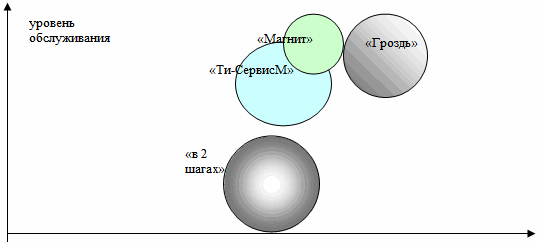 уровень
обслуживания
«Магнит»
«Гроздь»
«Ти-СервисМ»
«в 2
шагах»